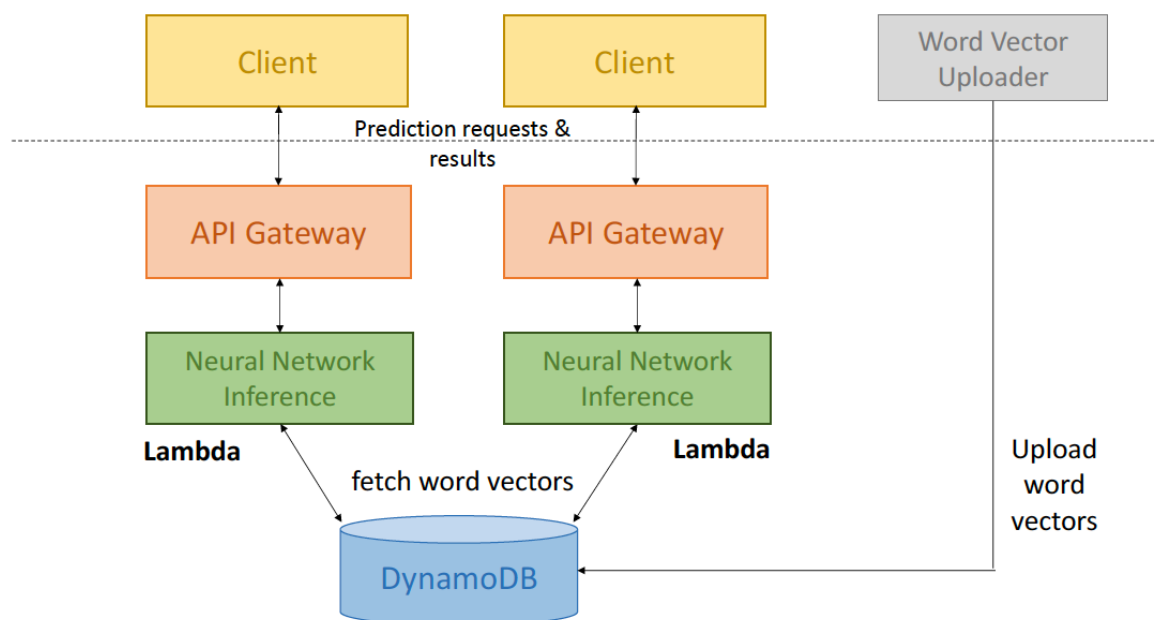 Client
Client
Word Vector
Uploader
Prediction requests &
results
API Gateway
API Gateway
Neural Network
Inference
Neural Network
Inference
Lambda
Lambda
fetch word vectors
Upload
word
vectors
DynamoDB